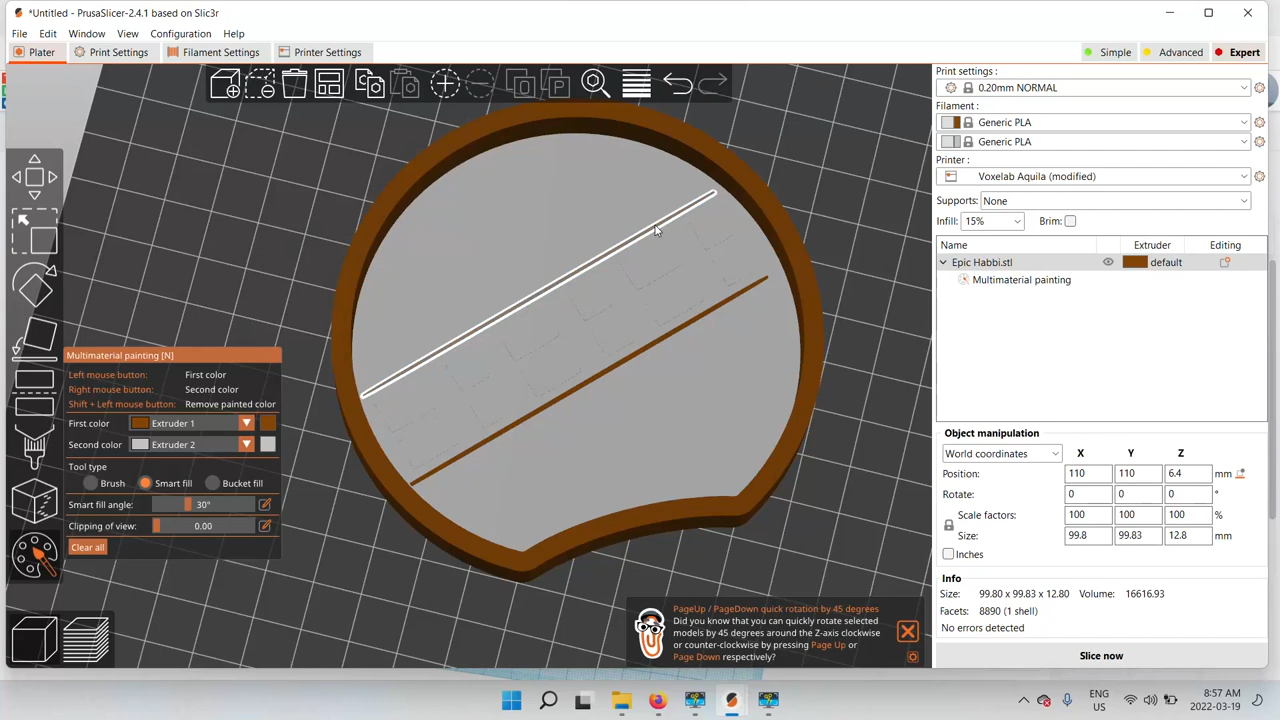 *Untitled - PrusaSlicer-2.4.1 based on Slic3r
File Edit Window View Configuration Help
Plater Print Settings Filament Settings Printer Settings Simple Advanced Expert
Print settings :
0.20mm NORMAL
Filament :
Generic PLA
Generic PLA
Printer :
Voxelab Aquila (modified)
Supports: None
Infill: 15% Brim:
Name Extruder Editing
Epic Habbi.stl default
Multimaterial painting
Multimaterial painting [N]
Left mouse button: First color
Right mouse button: Second color
Shift + Left mouse button: Remove painted color
First color Extruder 1
Second color Extruder 2
Tool type
Brush Smart fill Bucket fill
Smart fill angle: 30°
Clipping of view: 0.00
Clear all
Object manipulation
World coordinates X Y Z
Position: 110 110 6.4 mm
Rotate: 0 0 0 °
Scale factors: 100 100 100 %
Size: 99.8 99.83 12.8 mm
Inches
Info
Size: 99.80 x 99.83 x 12.80 Volume: 16616.93
Facets: 8890 (1 shell)
No errors detected
Slice now
PageUp / PageDown quick rotation by 45 degrees
Did you know that you can quickly rotate selected
models by 45 degrees around the Z-axis clockwise
or counter-clockwise by pressing Page Up or
Page Down respectively?
ENG
US
8:57 AM
2022-03-19